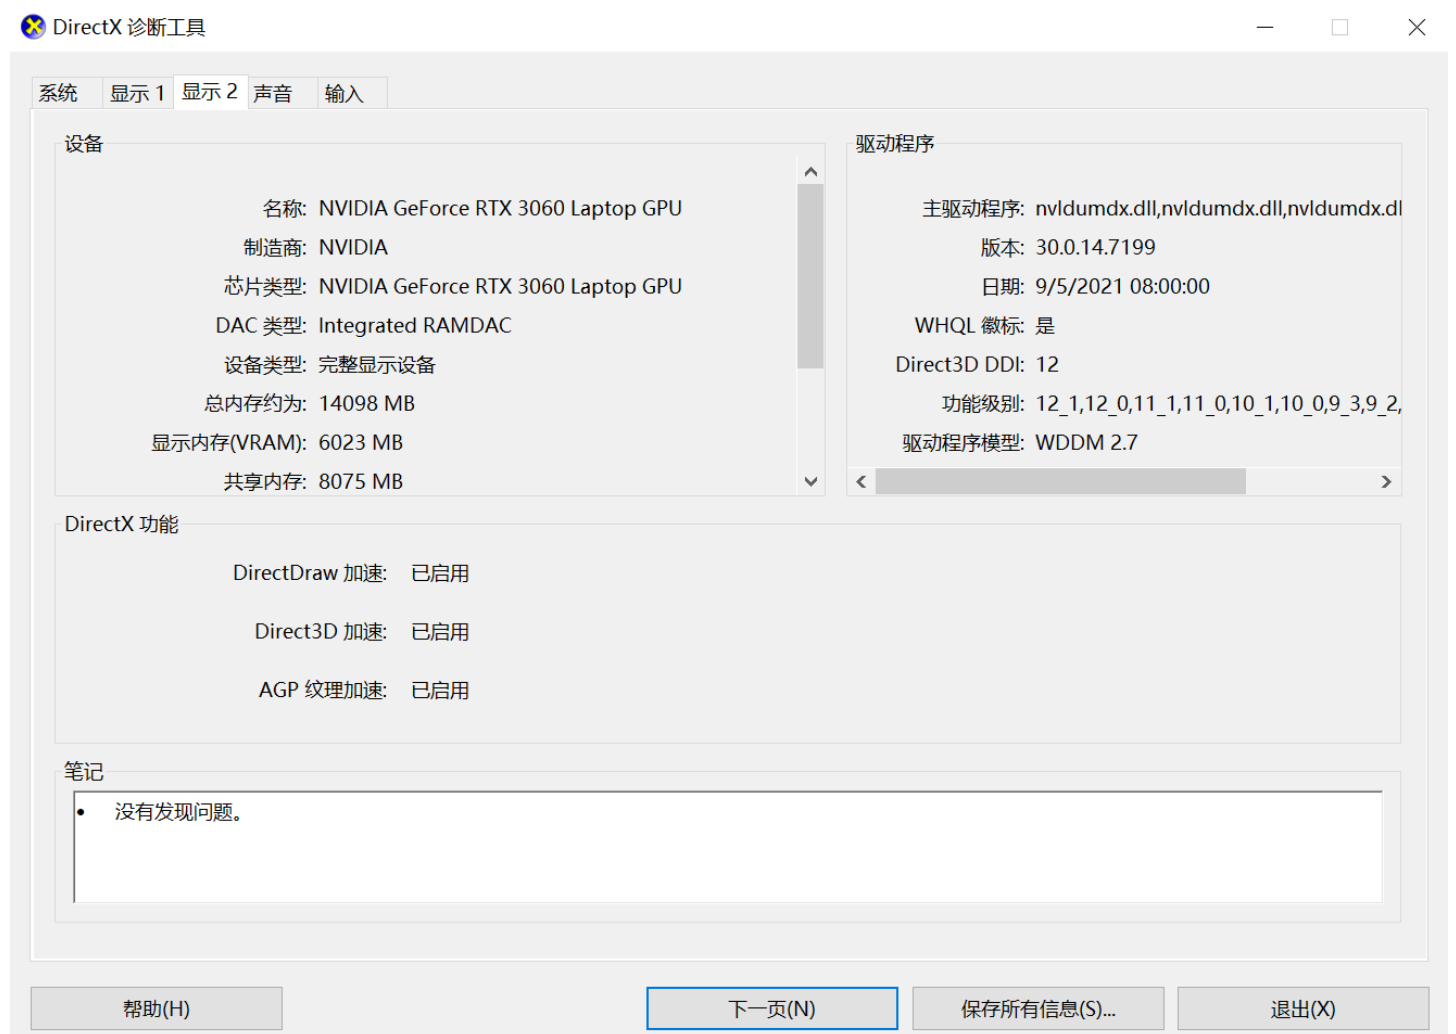 DirectX 诊断工具
系统 显示 1 显示 2 声音 输入
设备
名称: NVIDIA GeForce RTX 3060 Laptop GPU
制造商: NVIDIA
芯片类型: NVIDIA GeForce RTX 3060 Laptop GPU
DAC 类型: Integrated RAMDAC
设备类型: 完整显示设备
总内存约为: 14098 MB
显示内存(VRAM): 6023 MB
共享内存: 8075 MB
驱动程序
主驱动程序: nvldumdx.dll,nvldumdx.dll,nvldumdx.dl
版本: 30.0.14.7199
日期: 9/5/2021 08:00:00
WHQL 徽标: 是
Direct3D DDI: 12
功能级别: 12_1,12_0,11_1,11_0,10_1,10_0,9_3,9_2,
驱动程序模型: WDDM 2.7
DirectX 功能
DirectDraw 加速: 已启用
Direct3D 加速: 已启用
AGP 纹理加速: 已启用
笔记
• 没有发现问题。
帮助(H) 下一页(N) 保存所有信息(S)... 退出(X)